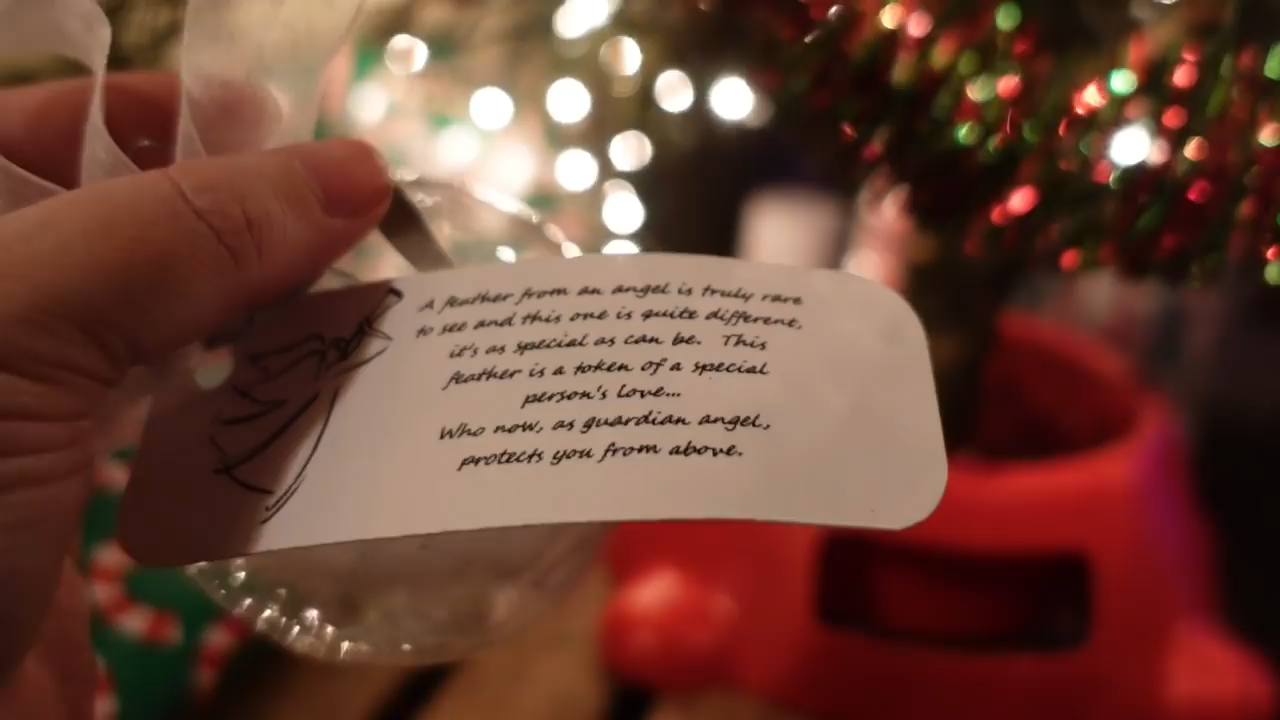 A feather from an angel is truly rare
to see and this one is quite different,
it's as special as can be. This
feather is a token of a special
person's love...
Who now, as guardian angel,
protects you from above.